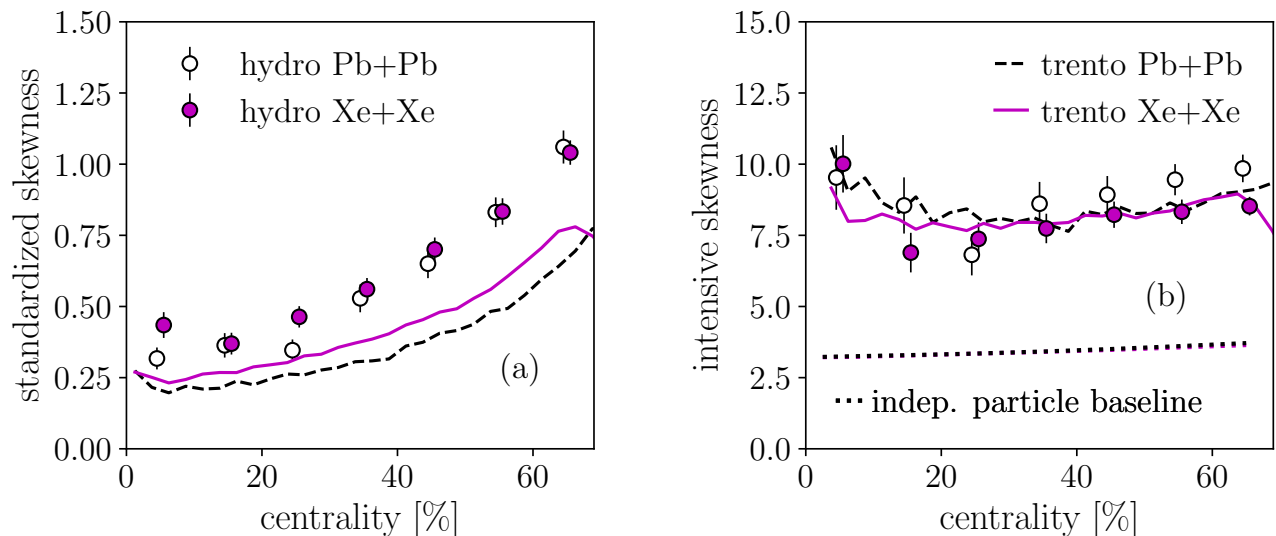 standardized skewness
1.50
1.25
1.00
0.75
0.50
0.25
0.00
hydro Pb+Pb
hydro Xe+Xe
(a)
0
20
40
60
centrality [%]
intensive skewness
15.0
12.5
10.0
7.5
5.0
2.5
0.0
trento Pb+Pb
trento Xe+Xe
(b)
indep. particle baseline
0
20
40
60
centrality [%]